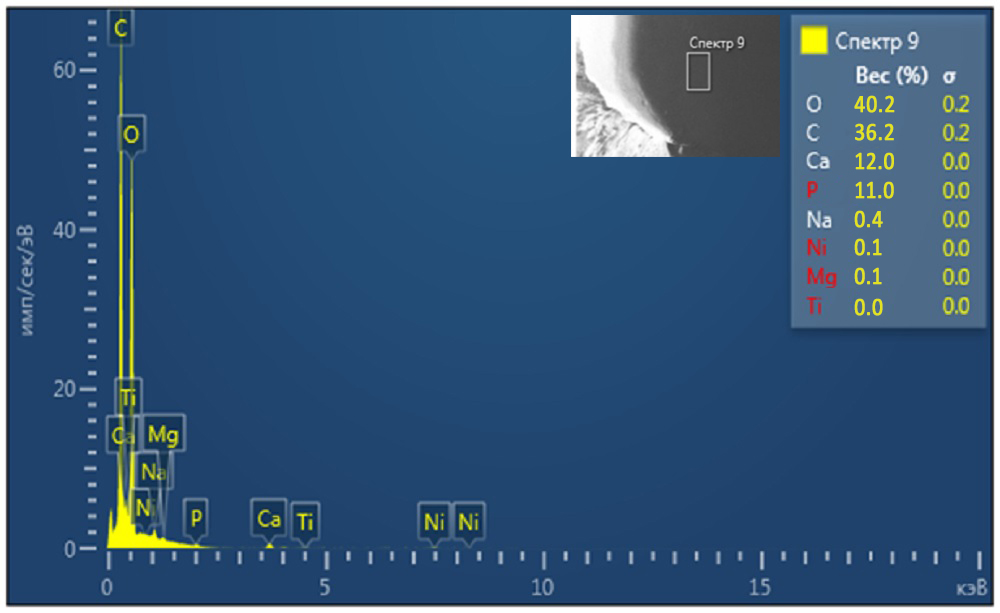 C
60
O
40
имп/сек/эВ
20
Ti
Ca
Mg
Na
Ni
P
Ca
Ti
Ni
Ni
0
0
5
10
15
кэВ
Спектр 9
Спектр 9
Вес (%) σ
O 40.2 0.2
C 36.2 0.2
Ca 12.0 0.0
P 11.0 0.0
Na 0.4 0.0
Ni 0.1 0.0
Mg 0.1 0.0
Ti 0.0 0.0